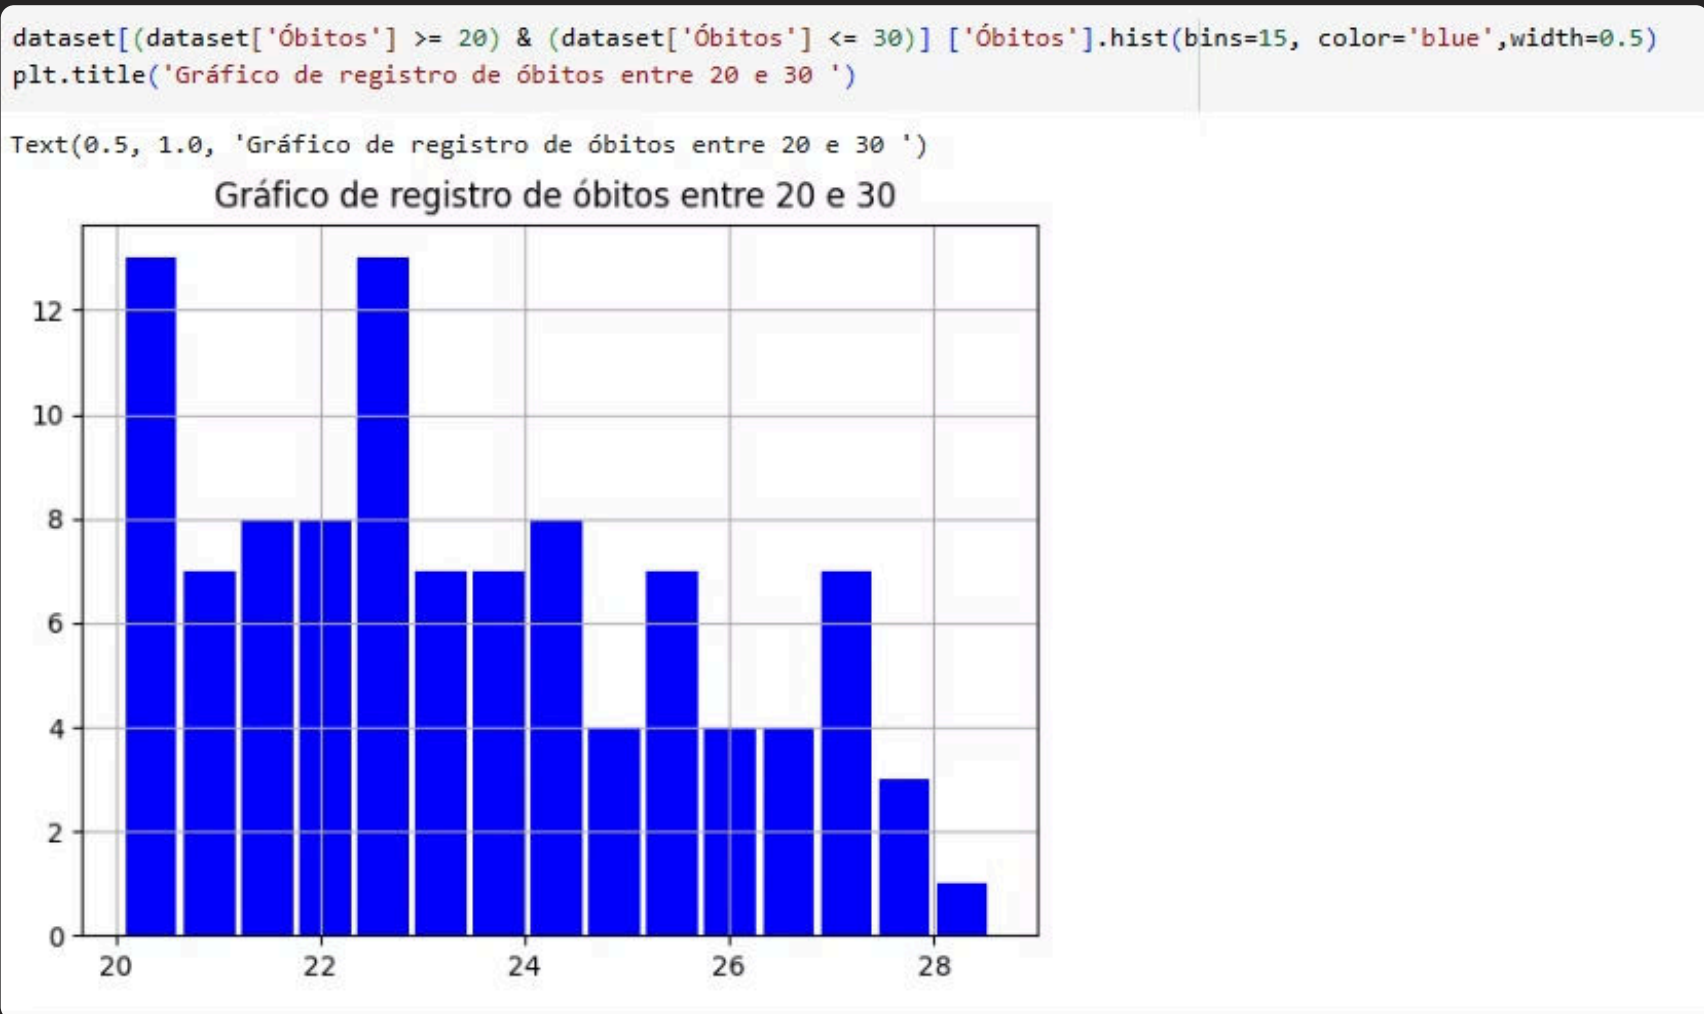 dataset[(dataset['Óbitos'] >= 20) & (dataset['Óbitos'] <= 30)] ['Óbitos'].hist(bins=15, color='blue',width=0.5)
plt.title('Gráfico de registro de óbitos entre 20 e 30 ')
Text(0.5, 1.0, 'Gráfico de registro de óbitos entre 20 e 30 ')
Gráfico de registro de óbitos entre 20 e 30
12
10
8
6
4
2
0
20 22 24 26 28